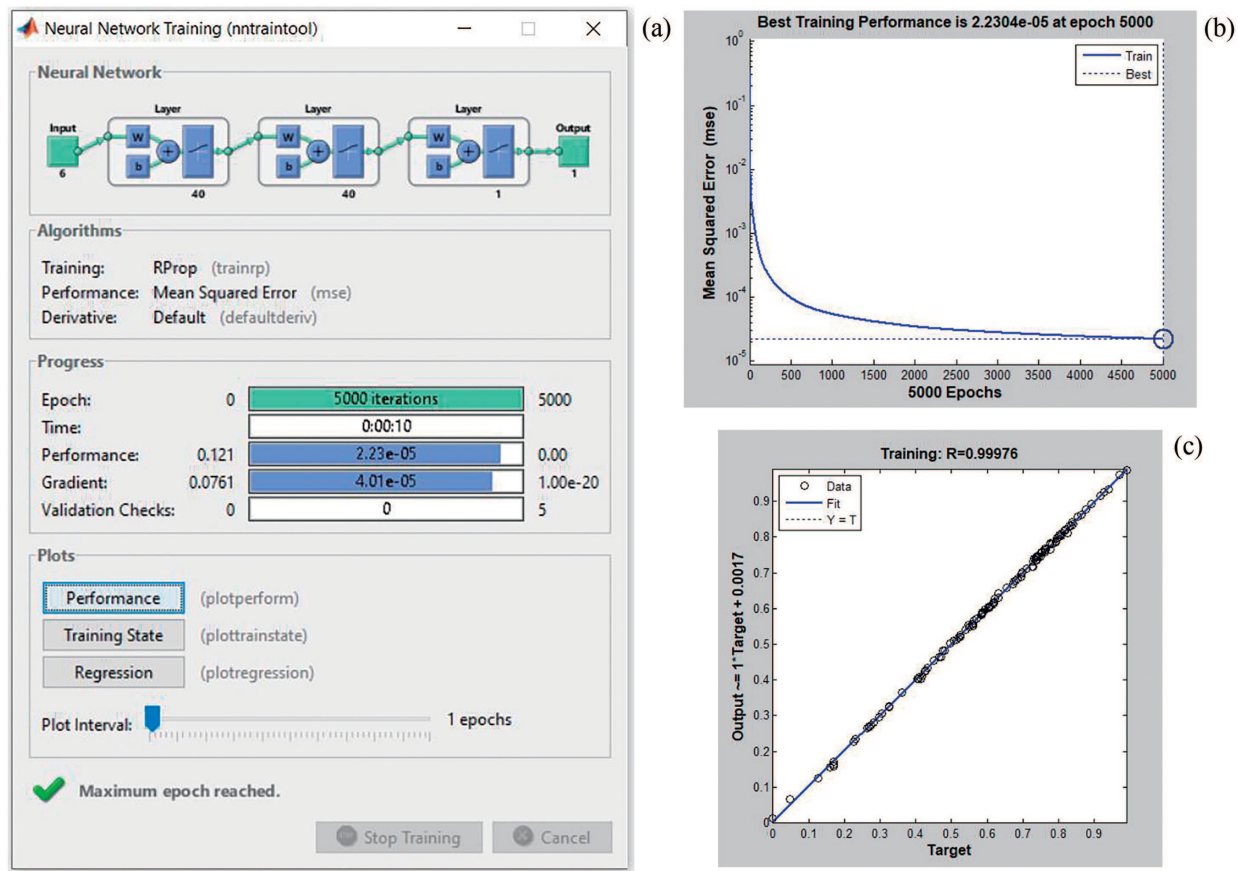 Neural Network Training (nntraintool)
(a)
Neural Network
Layer Layer Layer
Input Output
W W W
b b b
+ + +
6 40 40 1 1
Algorithms
Training: RProp (trainrp)
Performance: Mean Squared Error (mse)
Derivative: Default (defaultderiv)
Progress
Epoch: 0 5000 iterations 5000
Time: 0:00:10
Performance: 0.121 2.23e-05 0.00
Gradient: 0.0761 4.01e-05 1.00e-20
Validation Checks: 0 0 5
Plots
Performance (plotperform)
Training State (plottrainstate)
Regression (plotregression)
Plot Interval: 1 epochs
Maximum epoch reached.
Stop Training Cancel
Best Training Performance is 2.2304e-05 at epoch 5000
(b)
Train
Best
Mean Squared Error (mse)
10^0
10^-1
10^-2
10^-3
10^-4
10^-5
0 500 1000 1500 2000 2500 3000 3500 4000 4500 5000
5000 Epochs
(c)
Training: R=0.99976
Data
Fit
Y = T
Output ~= 1*Target + 0.0017
0.9
0.8
0.7
0.6
0.5
0.4
0.3
0.2
0.1
0
0 0.1 0.2 0.3 0.4 0.5 0.6 0.7 0.8 0.9
Target